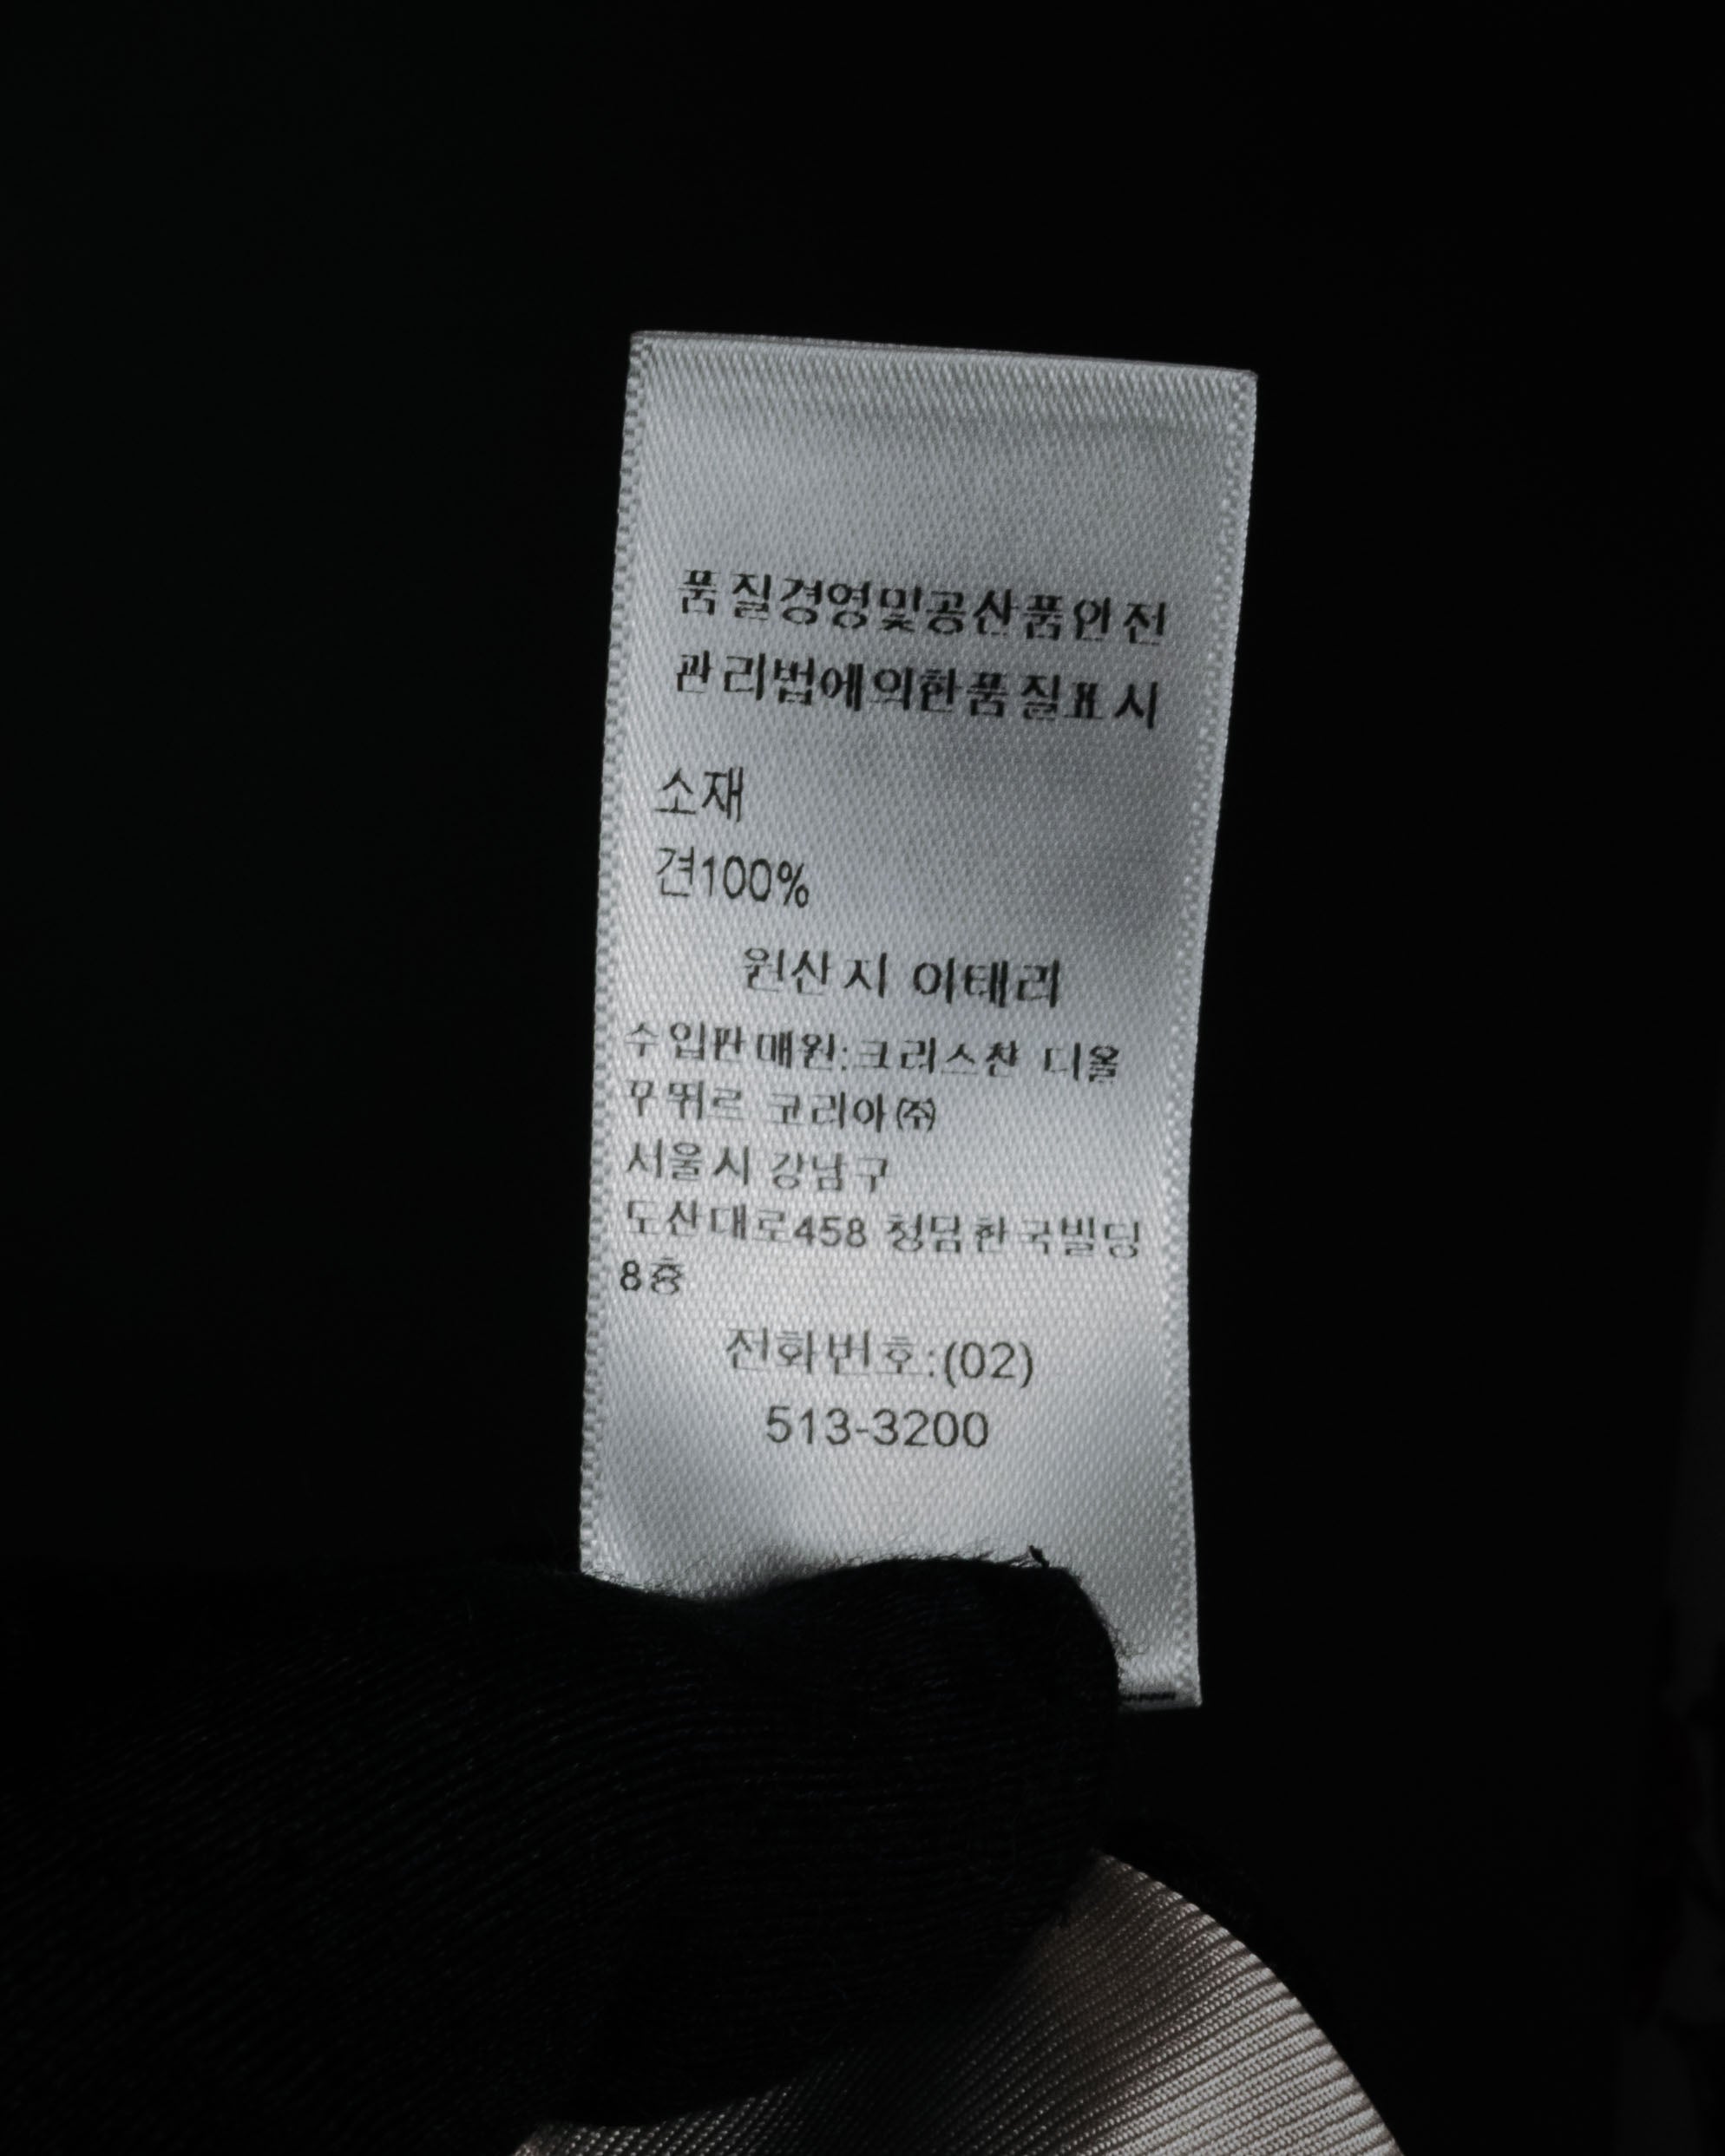 품질경영및공산품안전
관리법에의한품질표시
소재
견100%
원산지 이태리
수입판매원:크리스챤 디올
꾸뛰르 코리아㈜
서울시 강남구
도산대로458 청담한국빌딩
8층
전화번호:(02)
513-3200